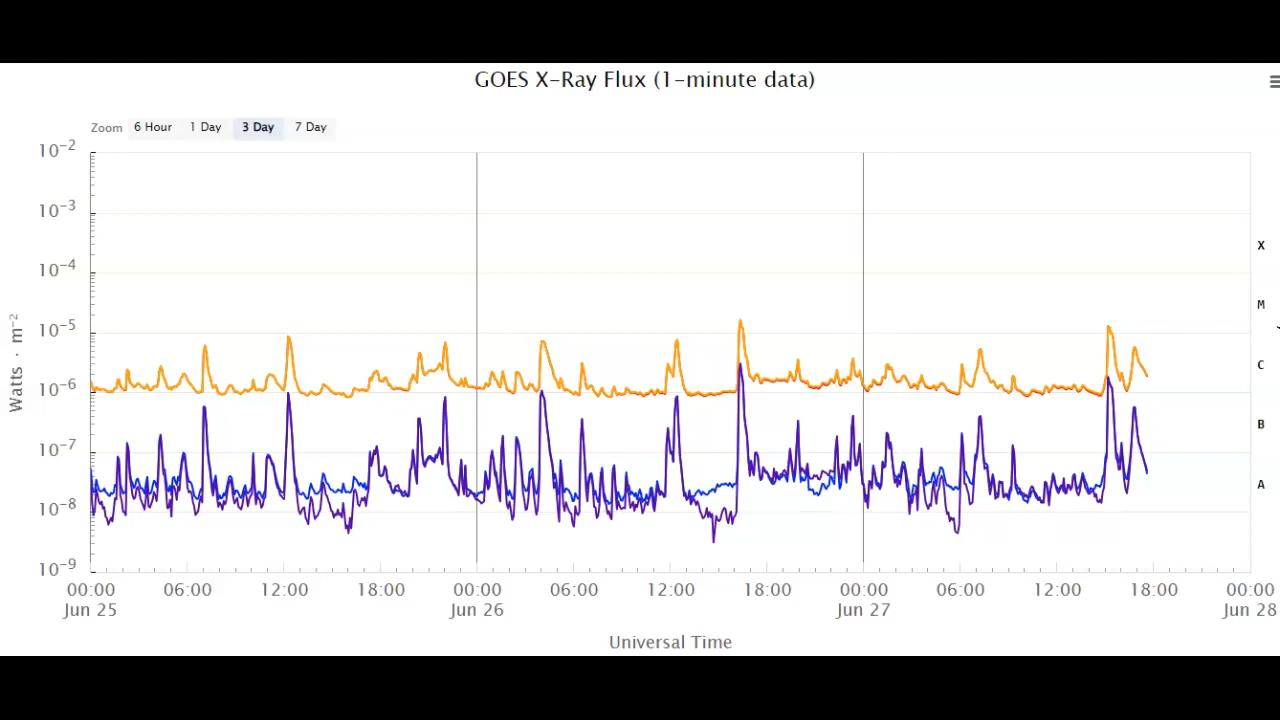 GOES X-Ray Flux (1-minute data)
Zoom 6 Hour 1 Day 3 Day 7 Day
10⁻²
10⁻³
X
10⁻⁴
M
10⁻⁵
C
10⁻⁶
B
10⁻⁷
A
10⁻⁸
10⁻⁹
Watts · m⁻²
00:00 06:00 12:00 18:00 00:00 06:00 12:00 18:00 00:00 06:00 12:00 18:00 00:00
Jun 25 Jun 26 Jun 27 Jun 28
Universal Time